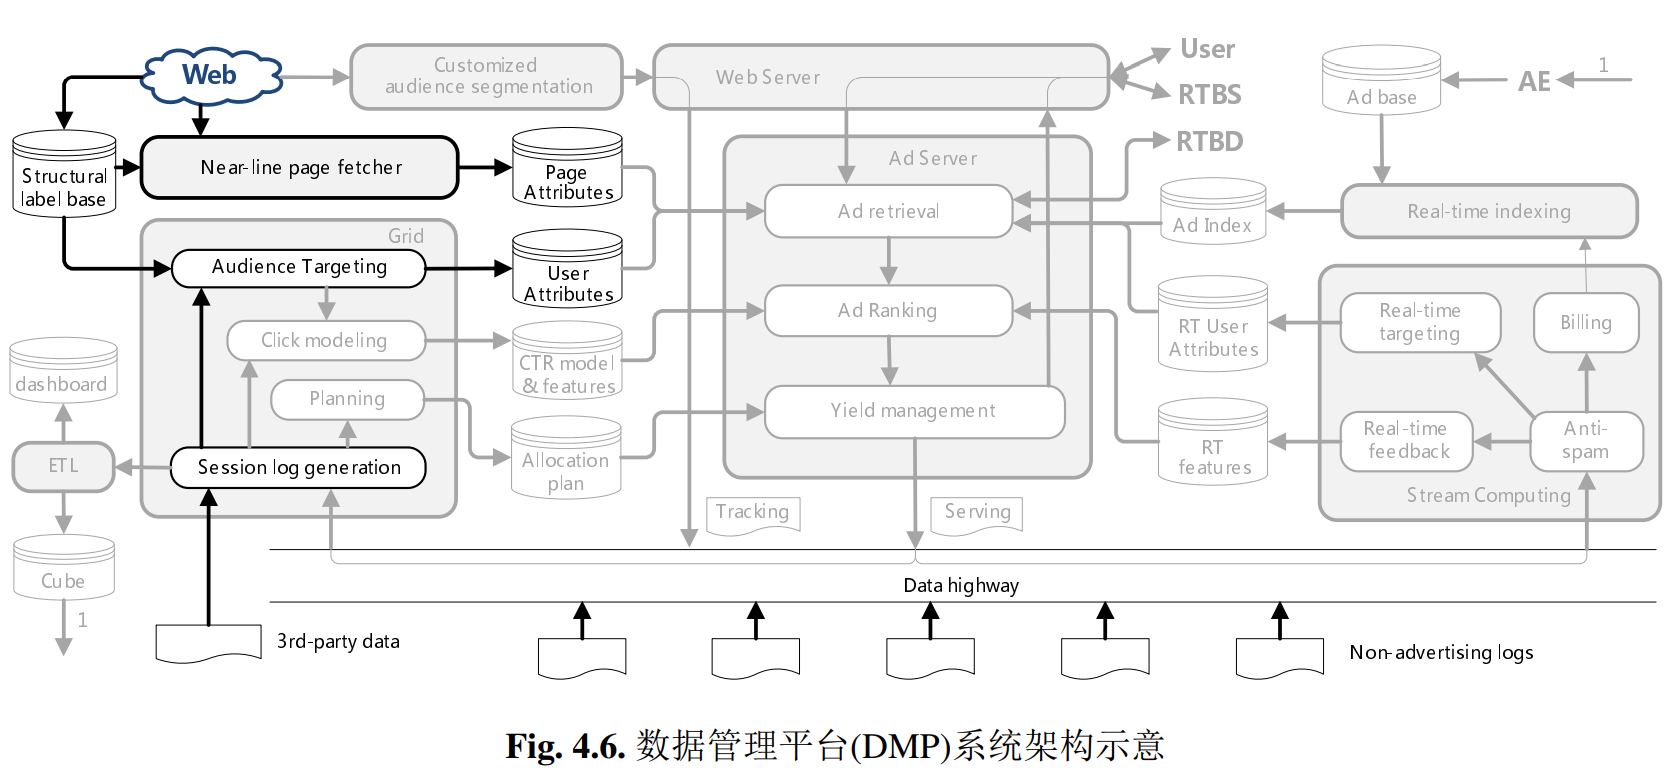 Web
Customized
audience segmentation
Web Server
User
RTBS
RTBD
Ad base
AE
1
Structural
label base
Near-line page fetcher
Page
Attributes
Ad Server
Ad retrieval
Ad Index
Real-time indexing
Grid
Audience Targeting
User
Attributes
Click modeling
CTR model
& features
Ad Ranking
RT User
Attributes
Real-time
targeting
Billing
dashboard
Planning
Yield management
ETL
Session log generation
Allocation
plan
RT
features
Real-time
feedback
Anti-
spam
Stream Computing
Tracking
Serving
Cube
1
Data highway
3rd-party data
Non-advertising logs
Fig. 4.6. 数据管理平台(DMP)系统架构示意